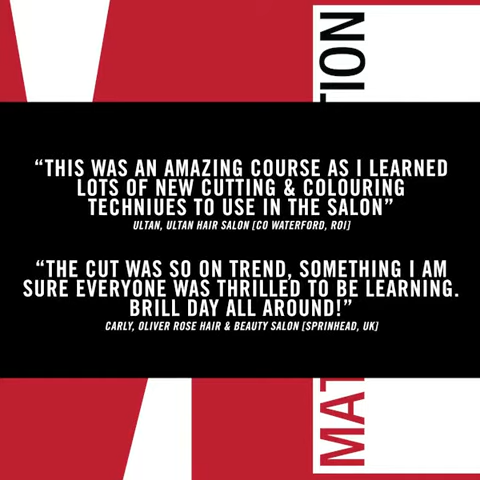 TION
“THIS WAS AN AMAZING COURSE AS I LEARNED
LOTS OF NEW CUTTING & COLOURING
TECHNIUES TO USE IN THE SALON”
ULTAN, ULTAN HAIR SALON [CO WATERFORD, ROI]
“THE CUT WAS SO ON TREND, SOMETHING I AM
SURE EVERYONE WAS THRILLED TO BE LEARNING.
BRILL DAY ALL AROUND!”
CARLY, OLIVER ROSE HAIR & BEAUTY SALON [SPRINHEAD, UK]
MAT